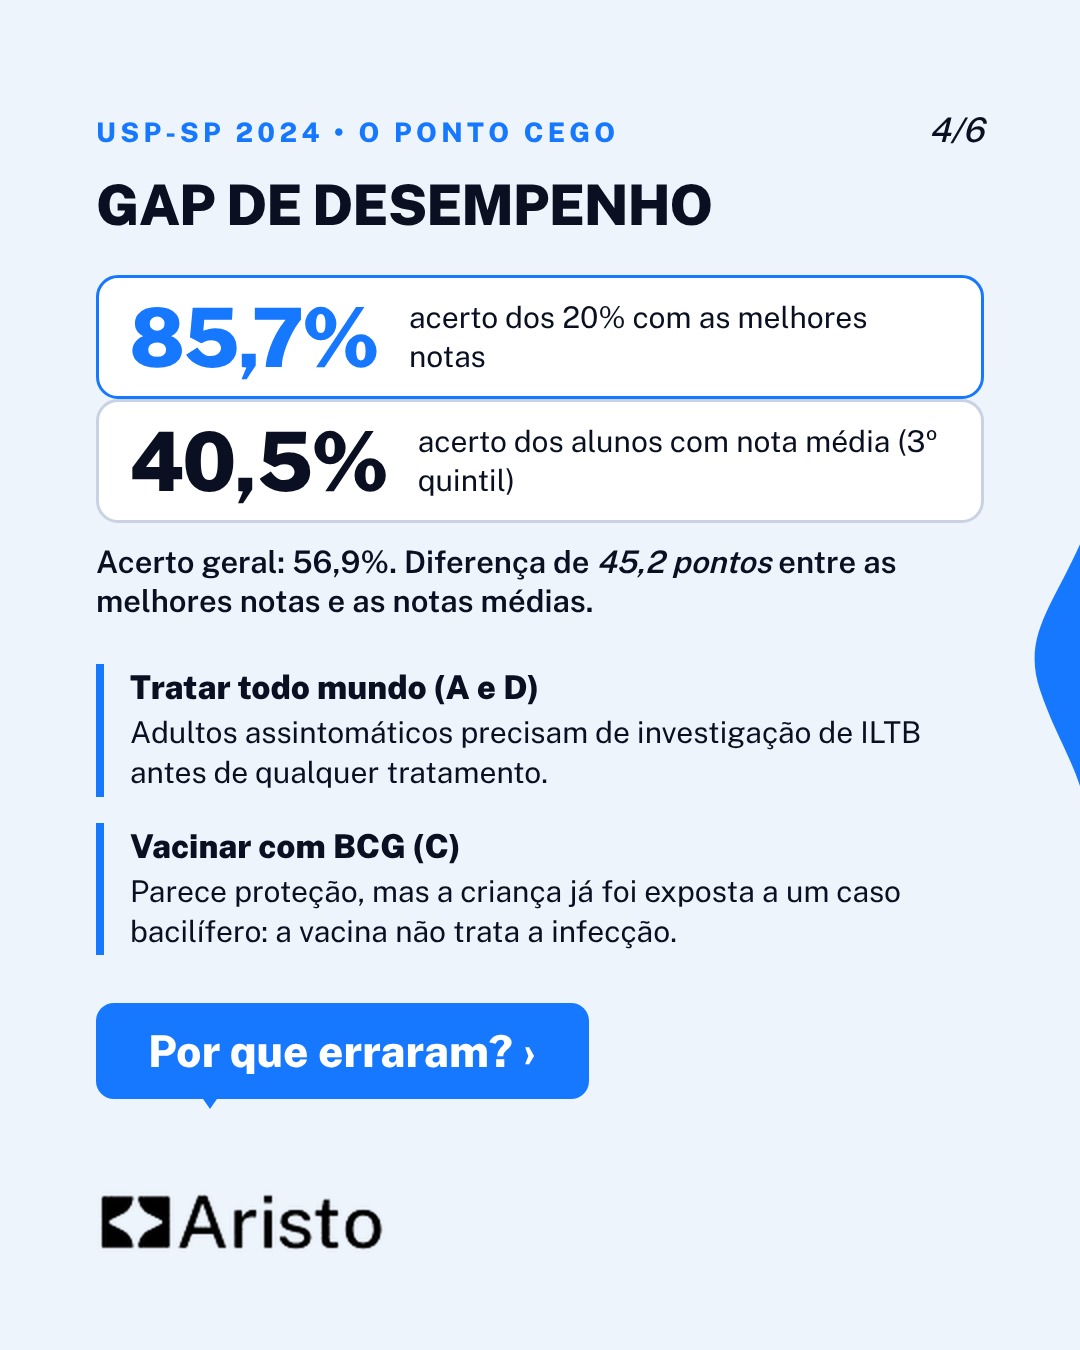 USP-SP 2024 • O PONTO CEGO
4/6
GAP DE DESEMPENHO
85,7%
acerto dos 20% com as melhores
notas
40,5%
acerto dos alunos com nota média (3º
quintil)
Acerto geral: 56,9%. Diferença de 45,2 pontos entre as
melhores notas e as notas médias.
Tratar todo mundo (A e D)
Adultos assintomáticos precisam de investigação de ILTB
antes de qualquer tratamento.
Vacinar com BCG (C)
Parece proteção, mas a criança já foi exposta a um caso
bacilífero: a vacina não trata a infecção.
Por que erraram? ›
Aristo